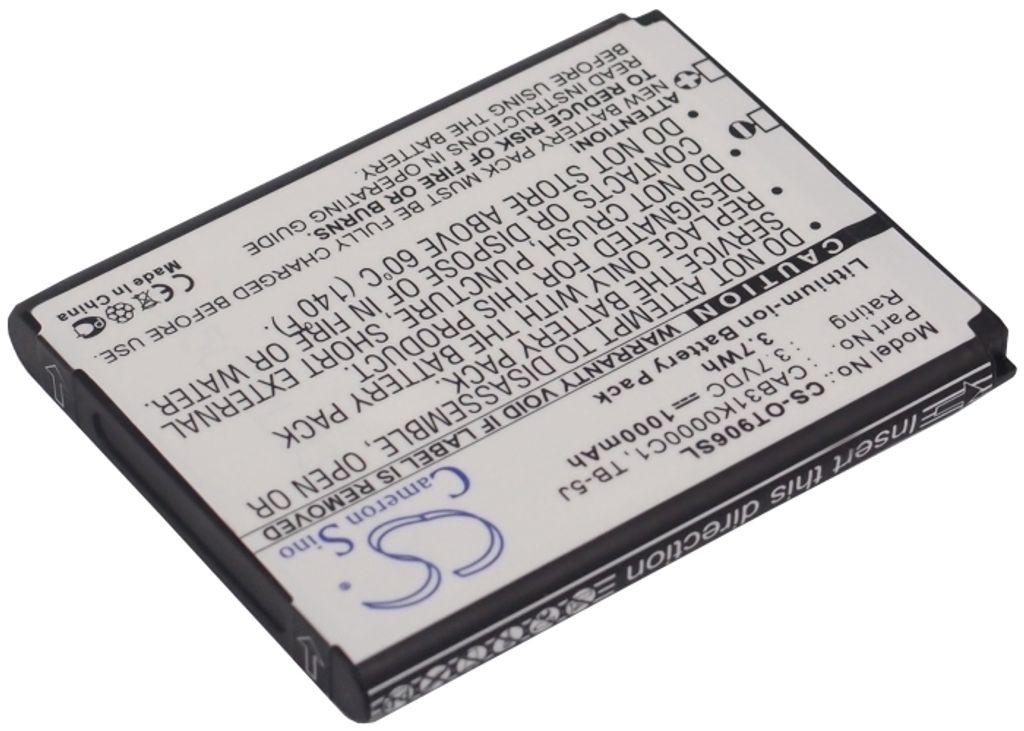 Cameron Sino
CS
Model No.: CS-OT906SL
Part No.: CAB31K0000C1, TB-5J
Rating : 3.7VDC 1000mAh
3.7Wh
Lithium-ion Battery Pack
CAUTION WARRANTY VOID IF LABEL IS REMOVED
DO NOT ATTEMPT TO DISASSEMBLE, OR
SERVICE THE BATTERY PACK
REPLACE ONLY THIS PRODUCT
DESIGNATED FOR
DO NOT CRUSH, PUNCTURE, SHORT EXTERNAL
CONTACTS OR DISPOSE OF IN FIRE OR WATER.
DO NOT STORE ABOVE 60°C (140°F).
ATTENTION!
NEW BATTERY PACK MUST BE FULLY CHARGED BEFORE USE.
TO REDUCE RISK OF FIRE OR BURNS.
READ INSTRUCTIONS IN OPERATING GUIDE
BEFORE USING THE BATTERY.
CE
Made in China
Insert this direction